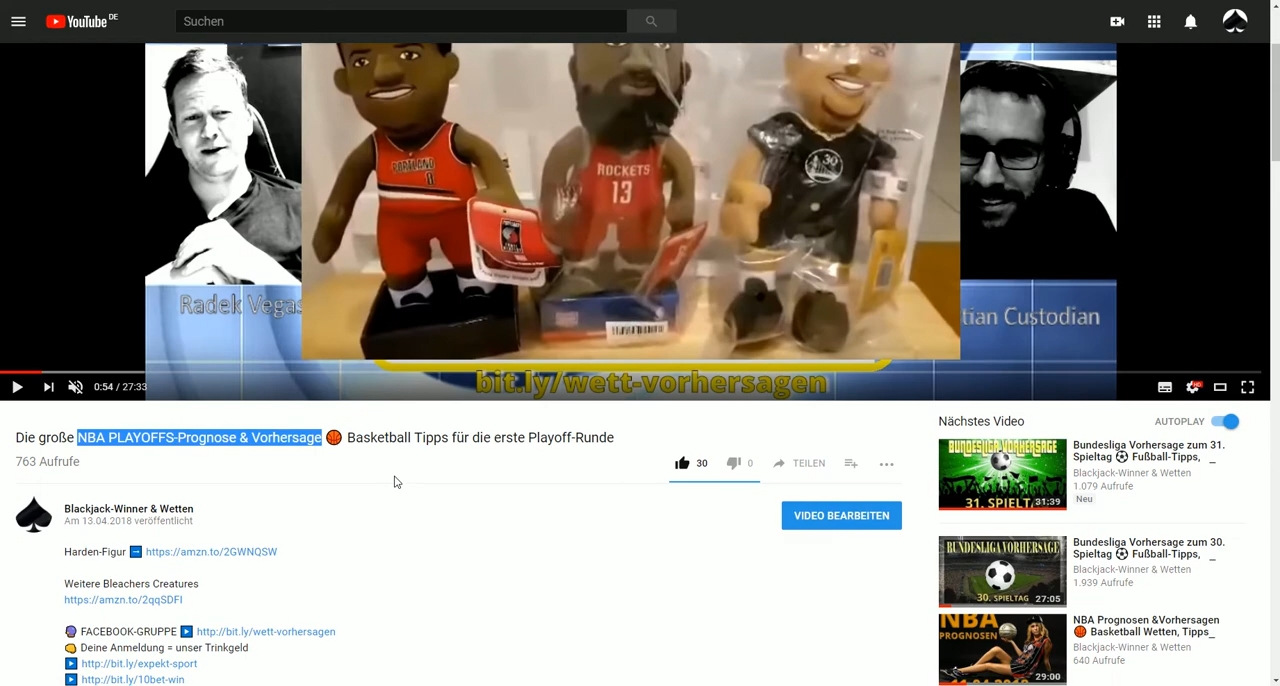 YouTube DE
Suchen
PORTLAND
0
ROCKETS
13
30
Radek Vegas
tian Custodian
bit.ly/wett-vorhersagen
0:54 / 27:33
HD
Die große NBA PLAYOFFS-Prognose & Vorhersage 🏀 Basketball Tipps für die erste Playoff-Runde
763 Aufrufe
30
0
TEILEN
Blackjack-Winner & Wetten
Am 13.04.2018 veröffentlicht
VIDEO BEARBEITEN
Harden-Figur ➡ https://amzn.to/2GWNQSW
Weitere Bleachers Creatures
https://amzn.to/2qqSDFI
🔮 FACEBOOK-GRUPPE ▶ http://bit.ly/wett-vorhersagen
🤜 Deine Anmeldung = unser Trinkgeld
▶ http://bit.ly/expekt-sport
▶ http://bit.ly/10bet-win
Nächstes Video
AUTOPLAY
BUNDESLIGA VORHERSAGE
31. SPIELT
31:39
Bundesliga Vorhersage zum 31.
Spieltag ⚽ Fußball-Tipps, _
Blackjack-Winner & Wetten
1.079 Aufrufe
Neu
BUNDESLIGA VORHERSAGE
30. SPIELTAG
27:05
Bundesliga Vorhersage zum 30.
Spieltag ⚽ Fußball-Tipps, _
Blackjack-Winner & Wetten
1.939 Aufrufe
NBA
PROGNOSEN
29:00
NBA Prognosen &Vorhersagen
🏀 Basketball Wetten, Tipps_
Blackjack-Winner & Wetten
640 Aufrufe